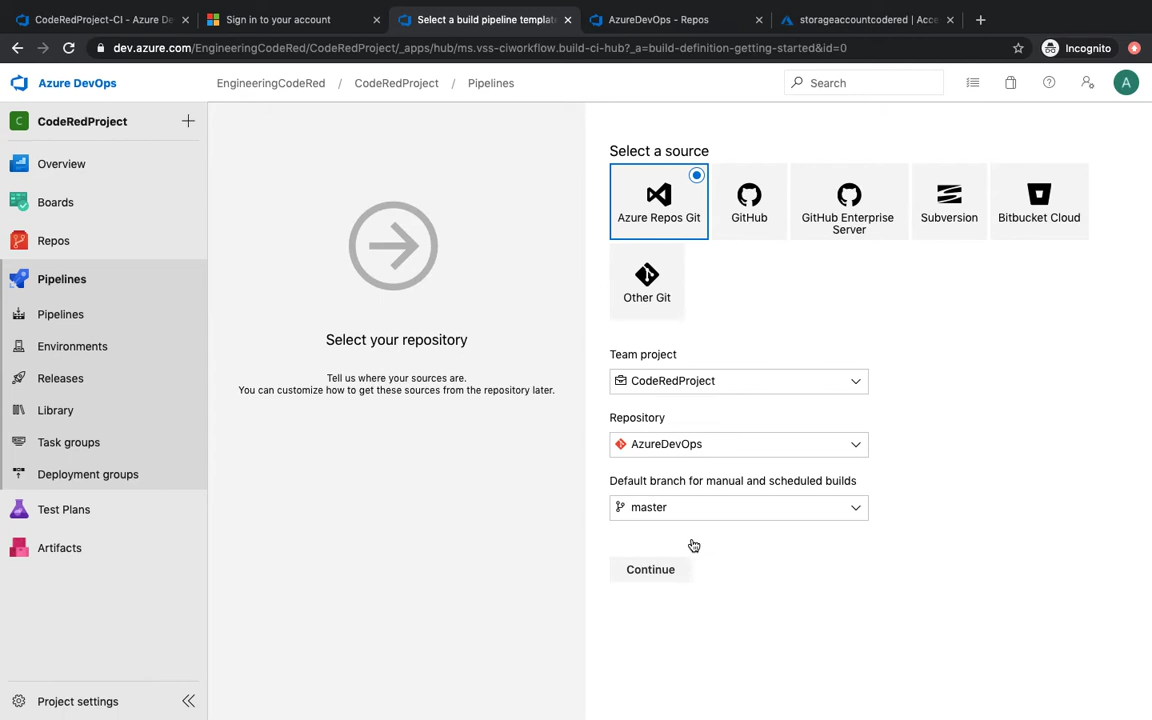 CodeRedProject-CI - Azure De
Sign in to your account
Select a build pipeline template
AzureDevOps - Repos
storageaccountcodered | Acce
dev.azure.com/EngineeringCodeRed/CodeRedProject/_apps/hub/ms.vss-ciworkflow.build-ci-hub?_a=build-definition-getting-started&id=0
Incognito
Azure DevOps
EngineeringCodeRed / CodeRedProject / Pipelines
Search
A
C
CodeRedProject
Overview
Boards
Repos
Pipelines
Pipelines
Environments
Releases
Library
Task groups
Deployment groups
Test Plans
Artifacts
Project settings
Select your repository
Tell us where your sources are.
You can customize how to get these sources from the repository later.
Select a source
Azure Repos Git
GitHub
GitHub Enterprise
Server
Subversion
Bitbucket Cloud
Other Git
Team project
CodeRedProject
Repository
AzureDevOps
Default branch for manual and scheduled builds
master
Continue